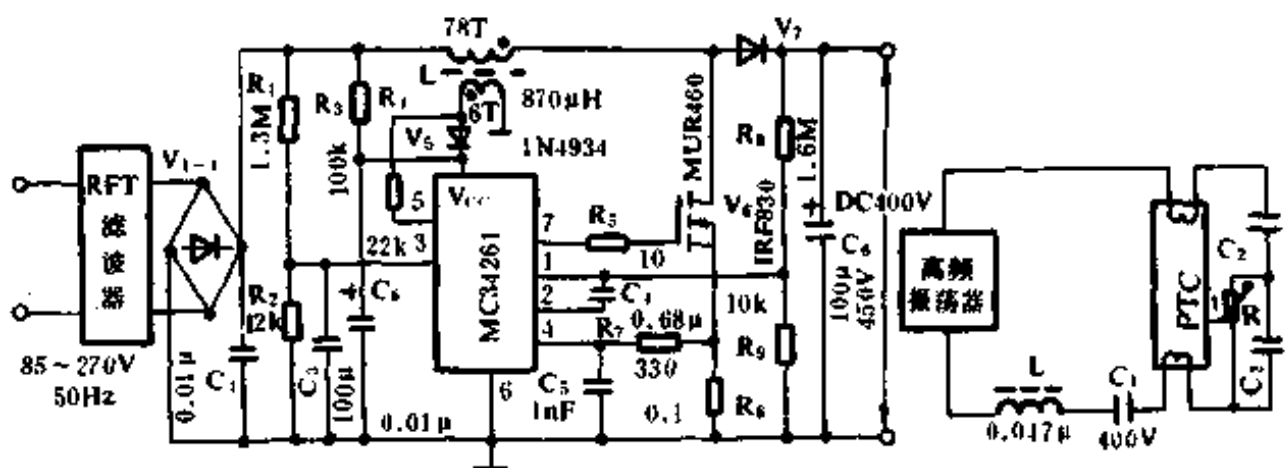 78T
V₇
L
870μH
6T
R₁
1.3M
R₃
R₄
100k
V₅
1N4934
V₁₋₄
RFT
滤
波
器
85～270V
50Hz
0.01μ
C₁
R₂
12k
C₃
100μ
22k
C₆
0.01μ
Vcc
MC34261
5
3
7
1
2
4
6
R₅
10
C₄
0.68μ
R₇
330
C₅
1nF
0.1
R₆
MUR460
V₆
IRF830
R₈
1.6M
10k
R₉
DC400V
C₆
100μ
450V
高频
振荡器
L
0.047μ
C₁
400V
PTC
C₂
R
t